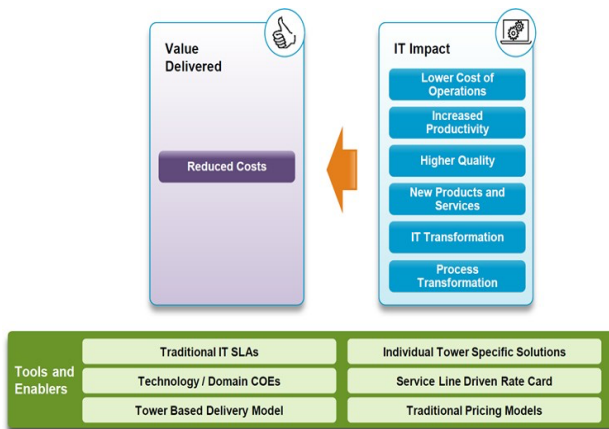 Value
Delivered
Reduced Costs
IT Impact
Lower Cost of
Operations
Increased
Productivity
Higher Quality
New Products and
Services
IT Transformation
Process
Transformation
Tools and
Enablers
Traditional IT SLAs
Individual Tower Specific Solutions
Technology / Domain COEs
Service Line Driven Rate Card
Tower Based Delivery Model
Traditional Pricing Models